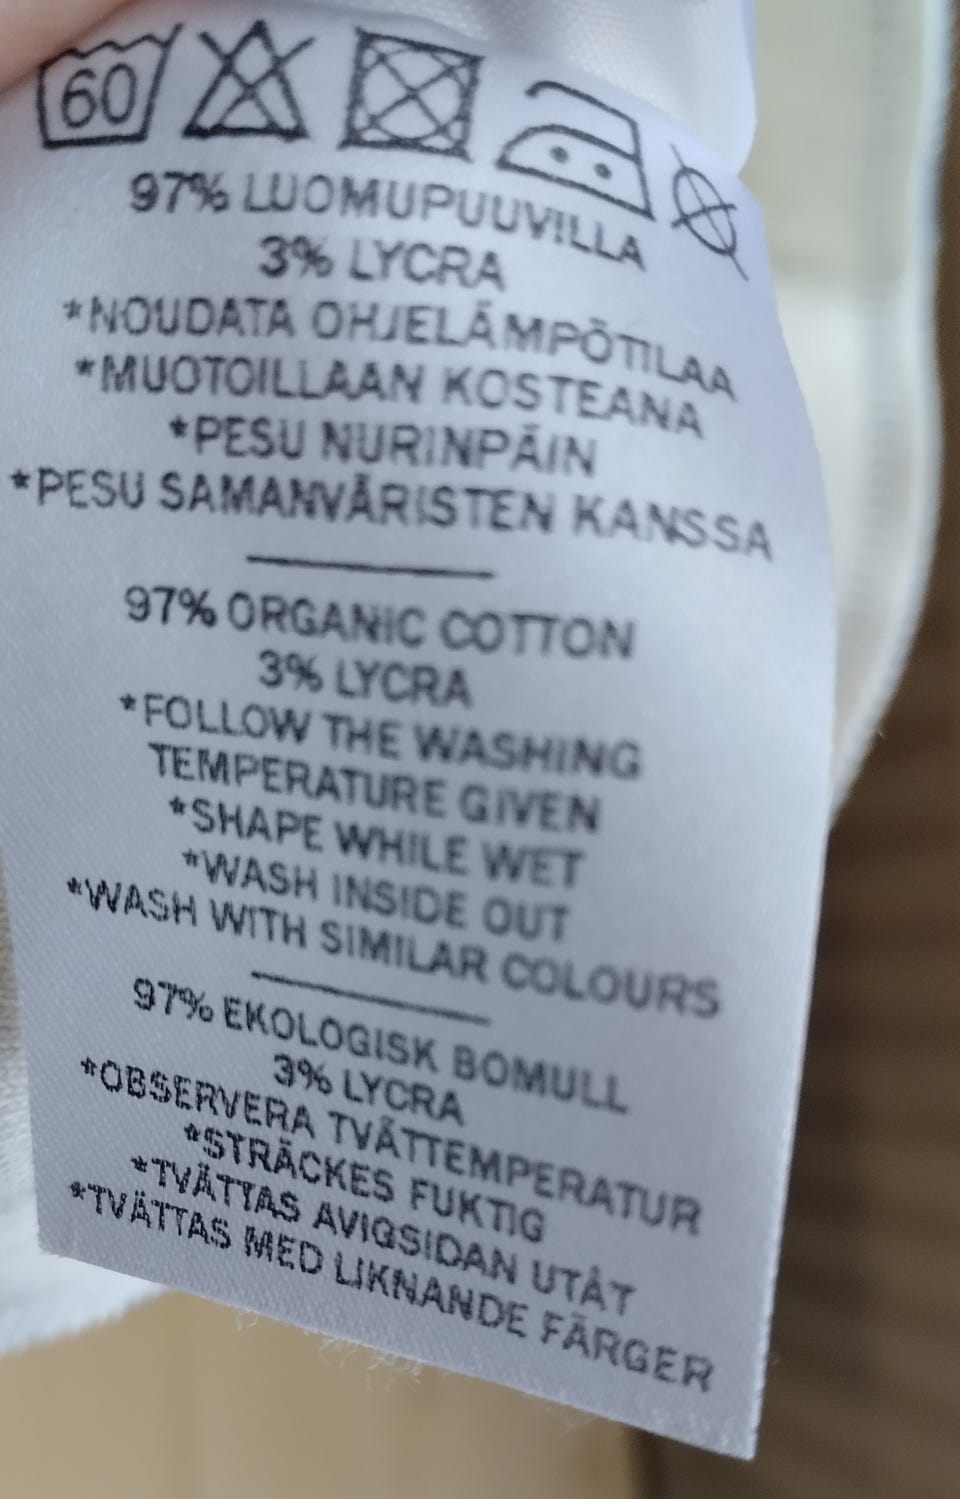 60
97% LUOMUPUUVILLA
3% LYCRA
*NOUDATA OHJELÄMPÖTILAA
*MUOTOILLAAN KOSTEANA
*PESU NURINPÄIN
*PESU SAMANVÄRISTEN KANSSA
97% ORGANIC COTTON
3% LYCRA
*FOLLOW THE WASHING
TEMPERATURE GIVEN
*SHAPE WHILE WET
*WASH INSIDE OUT
*WASH WITH SIMILAR COLOURS
97% EKOLOGISK BOMULL
3% LYCRA
*OBSERVERA TVÄTTEMPERATUR
*STRÄCKES FUKTIG
*TVÄTTAS AVIGSIDAN UTÅT
*TVÄTTAS MED LIKNANDE FÄRGER